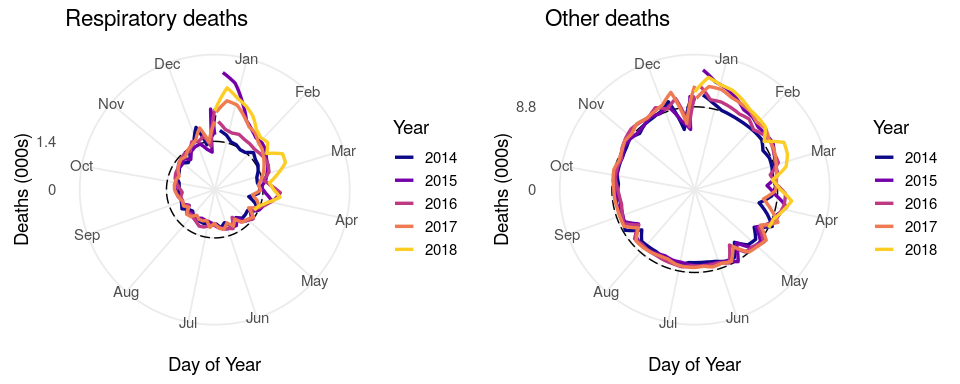 Respiratory deaths
Jan
Feb
Mar
Apr
May
Jun
Jul
Aug
Sep
Oct
Nov
Dec
1.4
0
Deaths (000s)
Day of Year
Year
2014
2015
2016
2017
2018
Other deaths
Jan
Feb
Mar
Apr
May
Jun
Jul
Aug
Sep
Oct
Nov
Dec
8.8
0
Deaths (000s)
Day of Year
Year
2014
2015
2016
2017
2018